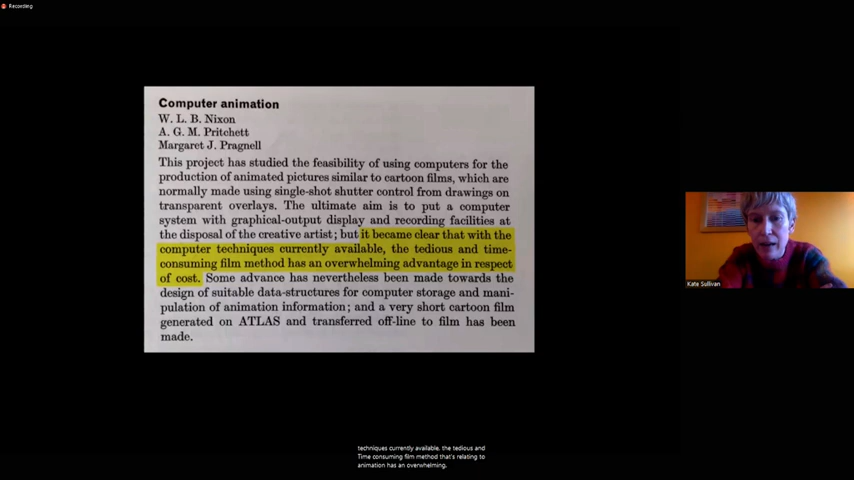 Recording
Computer animation
W. L. B. Nixon
A. G. M. Pritchett
Margaret J. Pragnell
This project has studied the feasibility of using computers for the
production of animated pictures similar to cartoon films, which are
normally made using single-shot shutter control from drawings on
transparent overlays. The ultimate aim is to put a computer
system with graphical-output display and recording facilities at
the disposal of the creative artist; but it became clear that with the
computer techniques currently available, the tedious and time-
consuming film method has an overwhelming advantage in respect
of cost. Some advance has nevertheless been made towards the
design of suitable data-structures for computer storage and mani-
pulation of animation information; and a very short cartoon film
generated on ATLAS and transferred off-line to film has been
made.
Kate Sullivan
techniques currently available, the tedious and
Time consuming film method that's relating to
animation has an overwhelming.